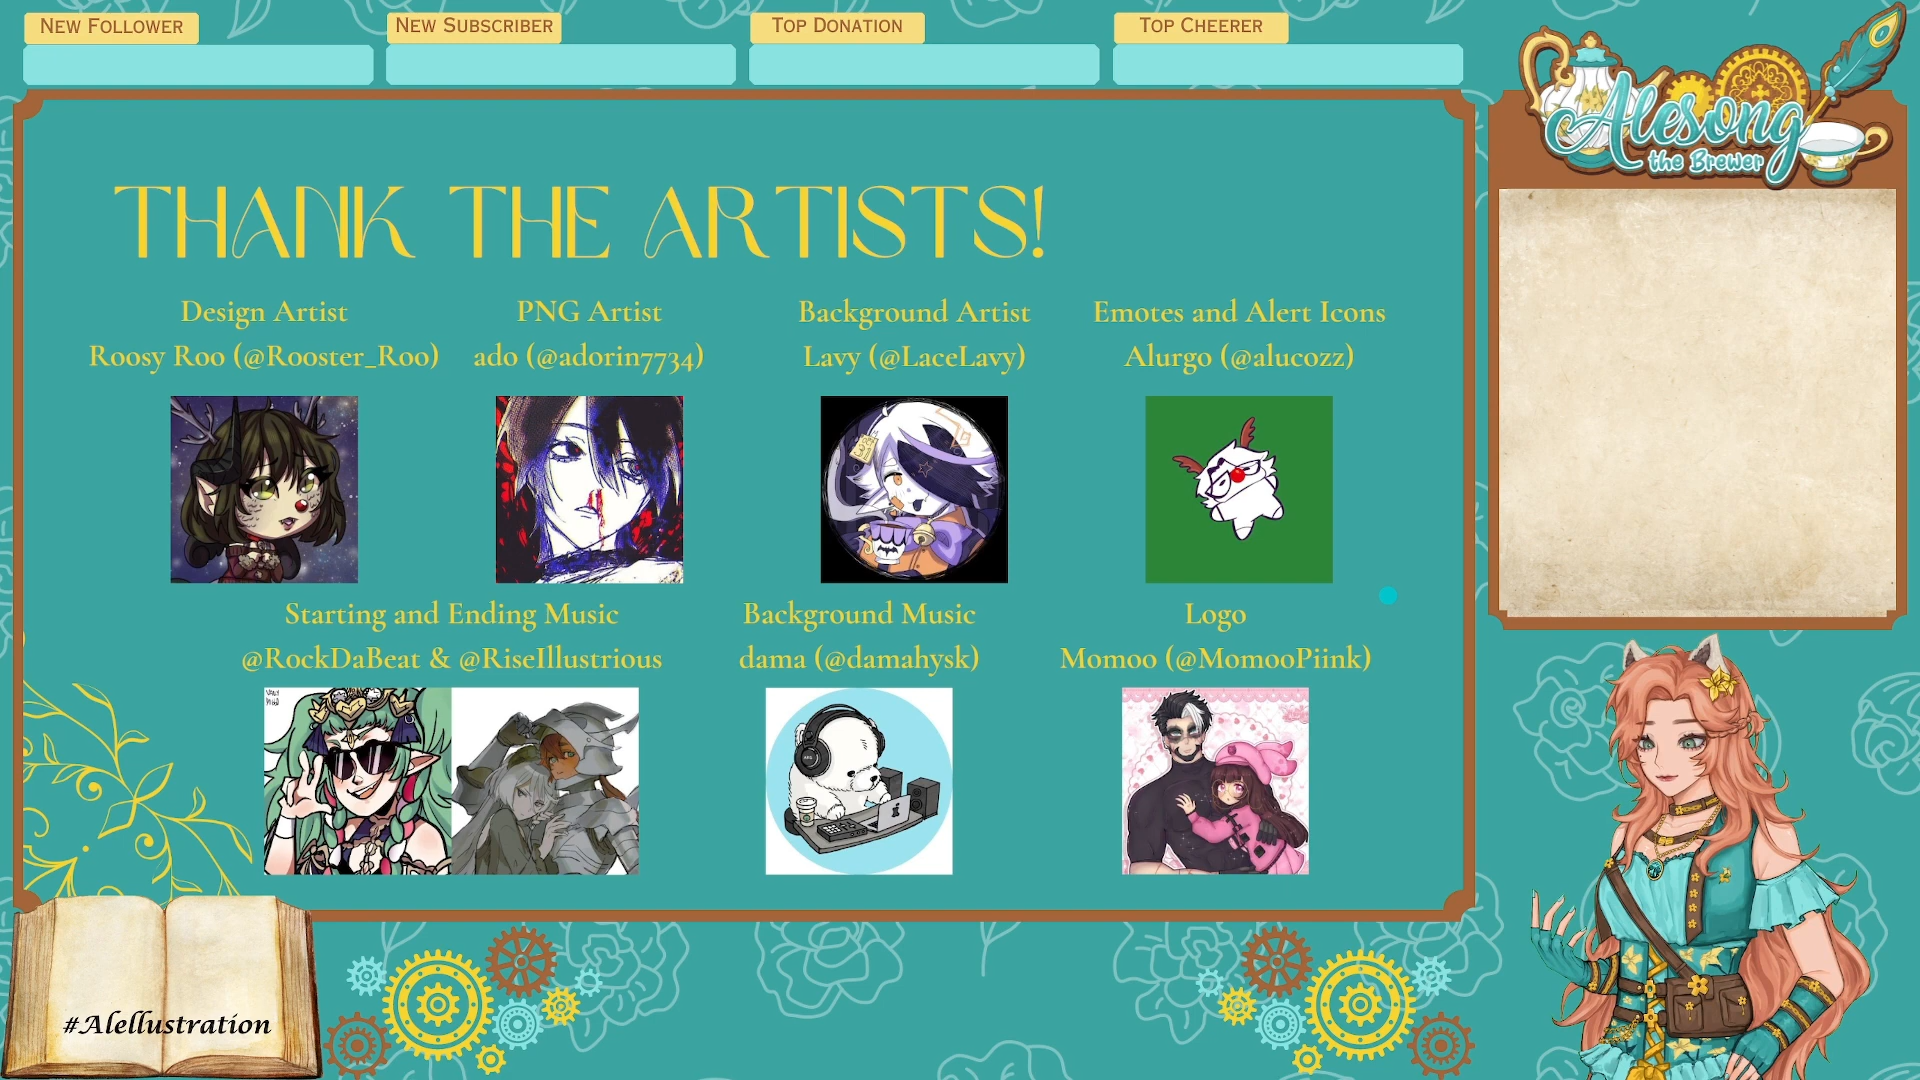 New Follower
New Subscriber
Top Donation
Top Cheerer
Alesong
the Brewer
THANK THE ARTISTS!
Design Artist
Roosy Roo (@Rooster_Roo)
PNG Artist
ado (@adorin7734)
Background Artist
Lavy (@LaceLavy)
Emotes and Alert Icons
Alurgo (@alucozz)
Starting and Ending Music
@RockDaBeat & @RiseIllustrious
Background Music
dama (@damahysk)
Logo
Momoo (@MomooPiink)
#Alellustration